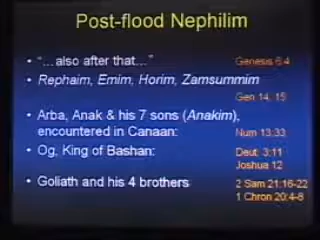 Post-flood Nephilim
• “…also after that…” Genesis 6:4
• Rephaim, Emim, Horim, Zamsummim
Gen 14, 15
• Arba, Anak & his 7 sons (Anakim),
encountered in Canaan: Num 13:33
• Og, King of Bashan: Deut. 3:11
Joshua 12
• Goliath and his 4 brothers 2 Sam 21:16-22
1 Chron 20:4-8